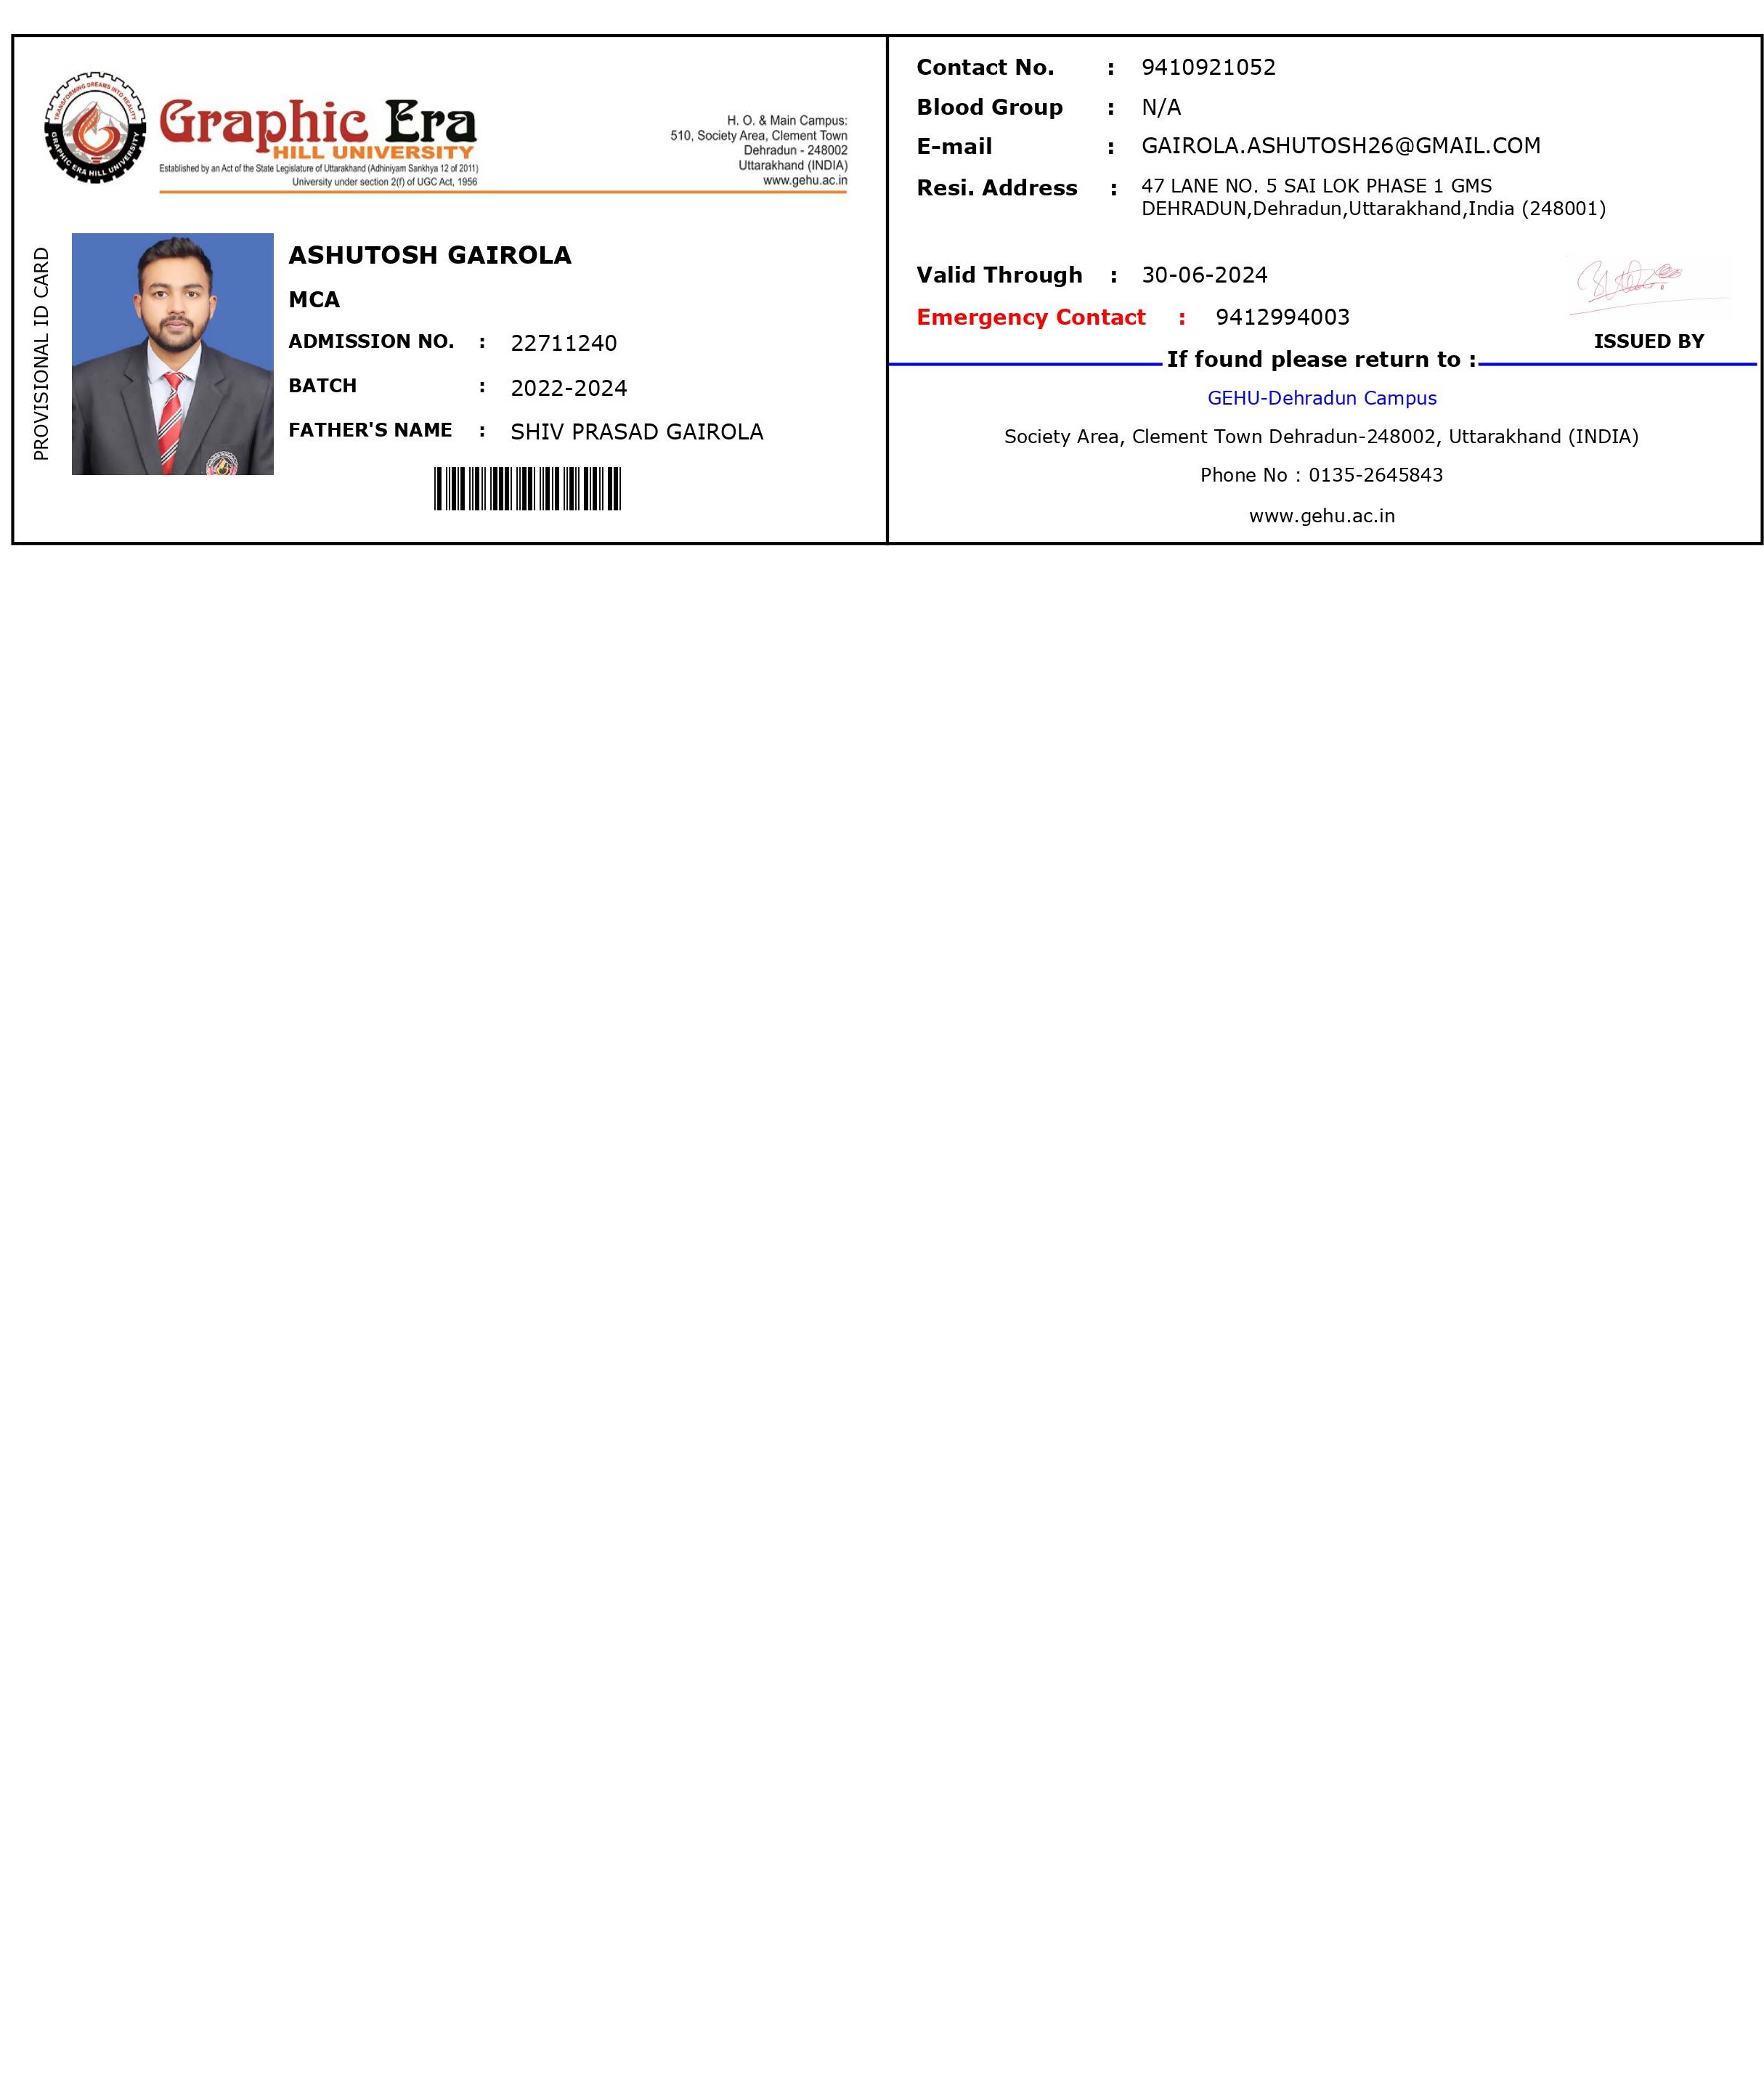 TRANSFORMING DREAMS INTO REALITY
GRAPHIC ERA HILL UNIVERSITY
Graphic Era
HILL UNIVERSITY
Established by an Act of the State Legislature of Uttarakhand (Adhiniyam Sankhya 12 of 2011)
University under section 2(f) of UGC Act, 1956
H. O. & Main Campus:
510, Society Area, Clement Town
Dehradun - 248002
Uttarakhand (INDIA)
www.gehu.ac.in
PROVISIONAL ID CARD
ASHUTOSH GAIROLA
MCA
ADMISSION NO. : 22711240
BATCH : 2022-2024
FATHER'S NAME : SHIV PRASAD GAIROLA
Contact No. : 9410921052
Blood Group : N/A
E-mail : GAIROLA.ASHUTOSH26@GMAIL.COM
Resi. Address : 47 LANE NO. 5 SAI LOK PHASE 1 GMS
DEHRADUN,Dehradun,Uttarakhand,India (248001)
Valid Through : 30-06-2024
Emergency Contact : 9412994003
ISSUED BY
If found please return to :
GEHU-Dehradun Campus
Society Area, Clement Town Dehradun-248002, Uttarakhand (INDIA)
Phone No : 0135-2645843
www.gehu.ac.in